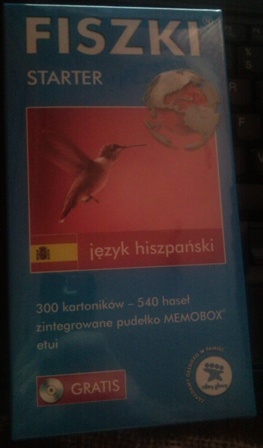 FISZKI
STARTER
język hiszpański
300 kartoników – 540 haseł
zintegrowane pudełko MEMOBOX®
etui
GRATIS